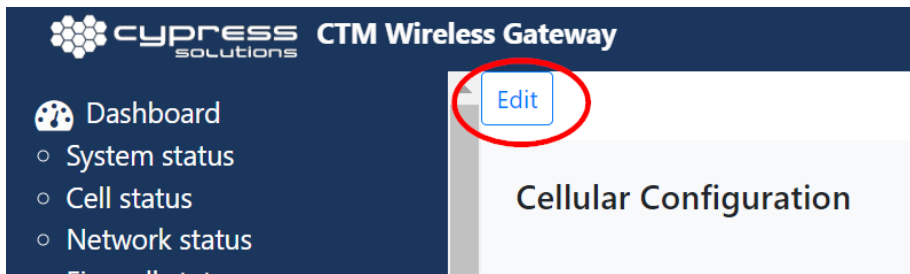 cypress solutions CTM Wireless Gateway
Edit
Dashboard
System status
Cell status
Network status
Cellular Configuration